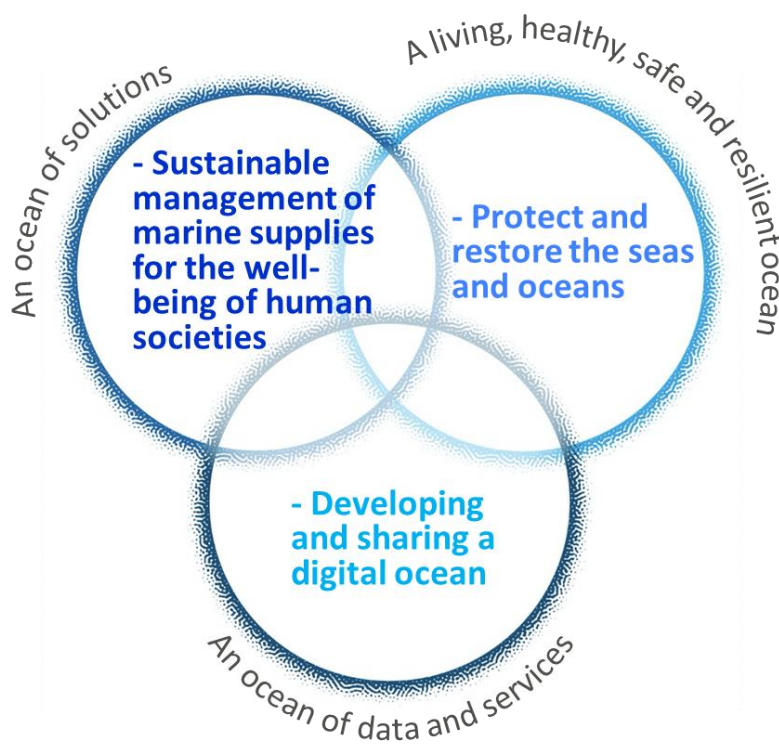 An ocean of solutions
- Sustainable
management of
marine supplies
for the well-
being of human
societies
A living, healthy, safe and resilient ocean
- Protect and
restore the seas
and oceans
- Developing
and sharing a
digital ocean
An ocean of data and services